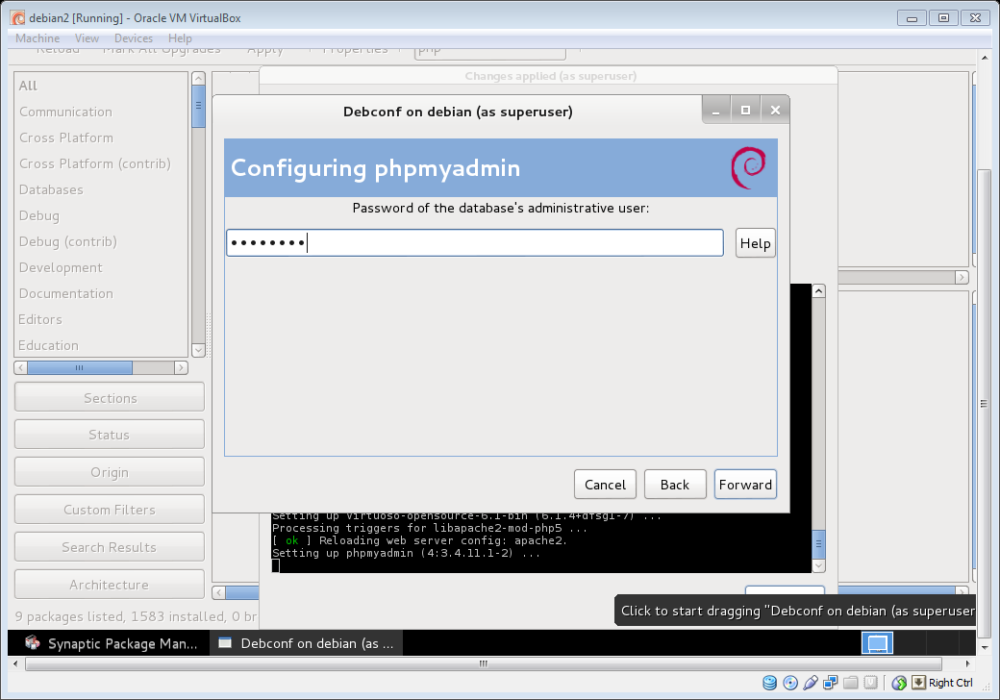 debian2 [Running] - Oracle VM VirtualBox
Machine View Devices Help
Reload Mark All Upgrades Apply Properties php
Changes applied (as superuser)
All
Communication
Cross Platform
Cross Platform (contrib)
Databases
Debug
Debug (contrib)
Development
Documentation
Editors
Education
Sections
Status
Origin
Custom Filters
Search Results
Architecture
Debconf on debian (as superuser)
Configuring phpmyadmin
Password of the database's administrative user:
Help
Cancel Back Forward
Setting up virtuoso-opensource-6.1-bin (6.1.4+dfsg1-7) ...
Processing triggers for libapache2-mod-php5 ...
[ ok ] Reloading web server config: apache2.
Setting up phpmyadmin (4:3.4.11.1-2) ...
9 packages listed, 1583 installed, 0 br
Click to start dragging "Debconf on debian (as superuser
Synaptic Package Man... Debconf on debian (as ...
Right Ctrl